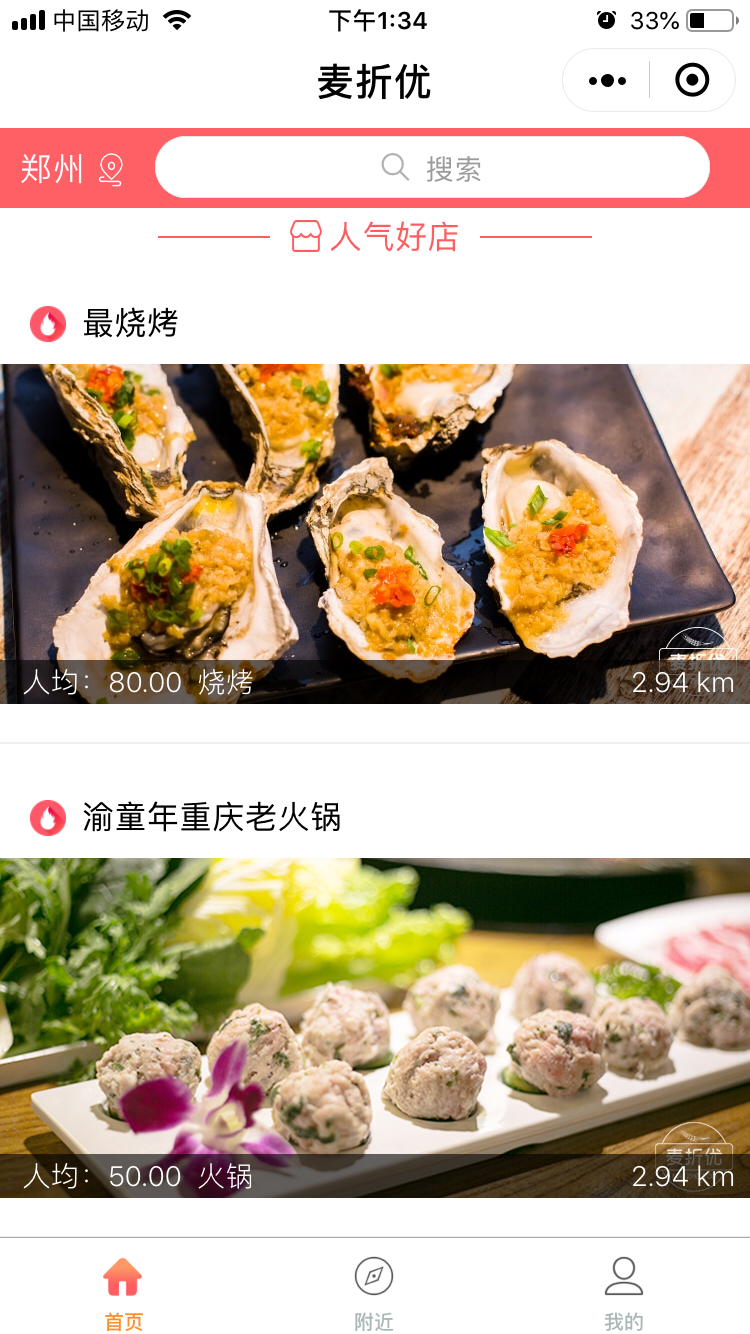 中国移动 下午1:34 33%
麦折优
郑州 搜索
人气好店
最烧烤
麦折优
人均：80.00 烧烤 2.94 km
渝童年重庆老火锅
麦折优
人均：50.00 火锅 2.94 km
首页 附近 我的